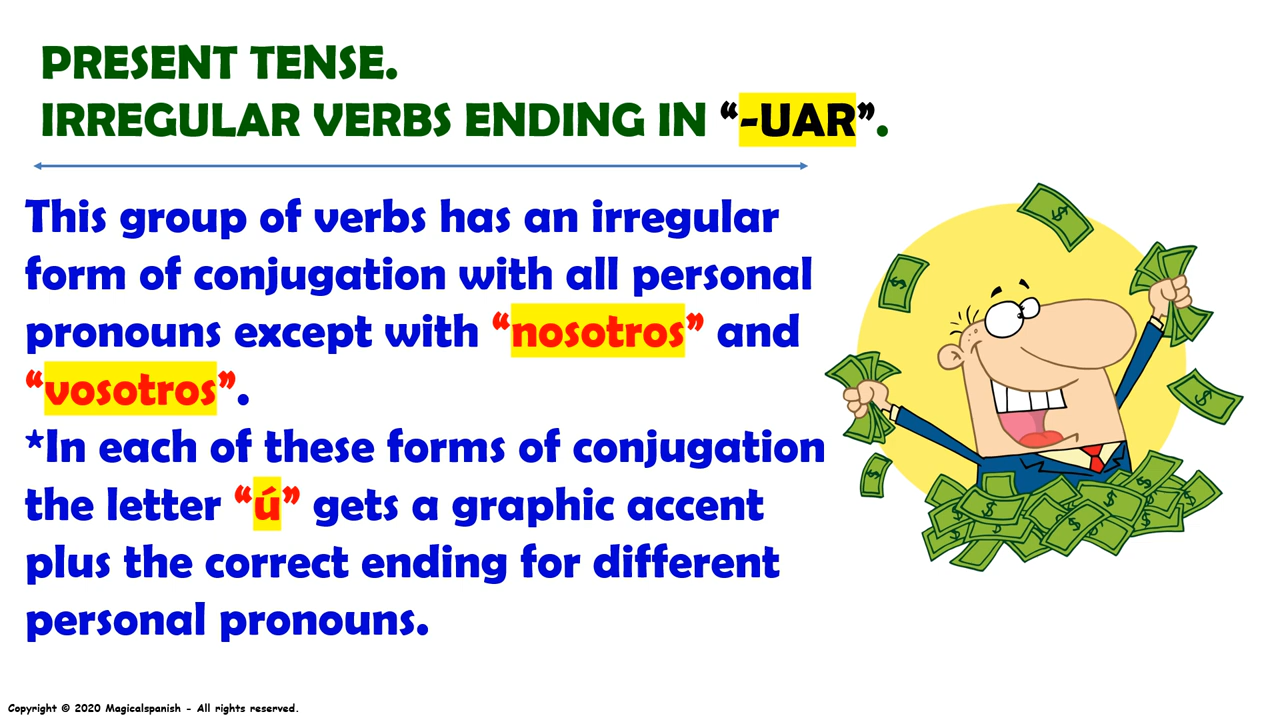 PRESENT TENSE.
IRREGULAR VERBS ENDING IN “-UAR”.
This group of verbs has an irregular
form of conjugation with all personal
pronouns except with “nosotros” and
“vosotros”.
*In each of these forms of conjugation
the letter “ú” gets a graphic accent
plus the correct ending for different
personal pronouns.
Copyright © 2020 Magicalspanish - All rights reserved.